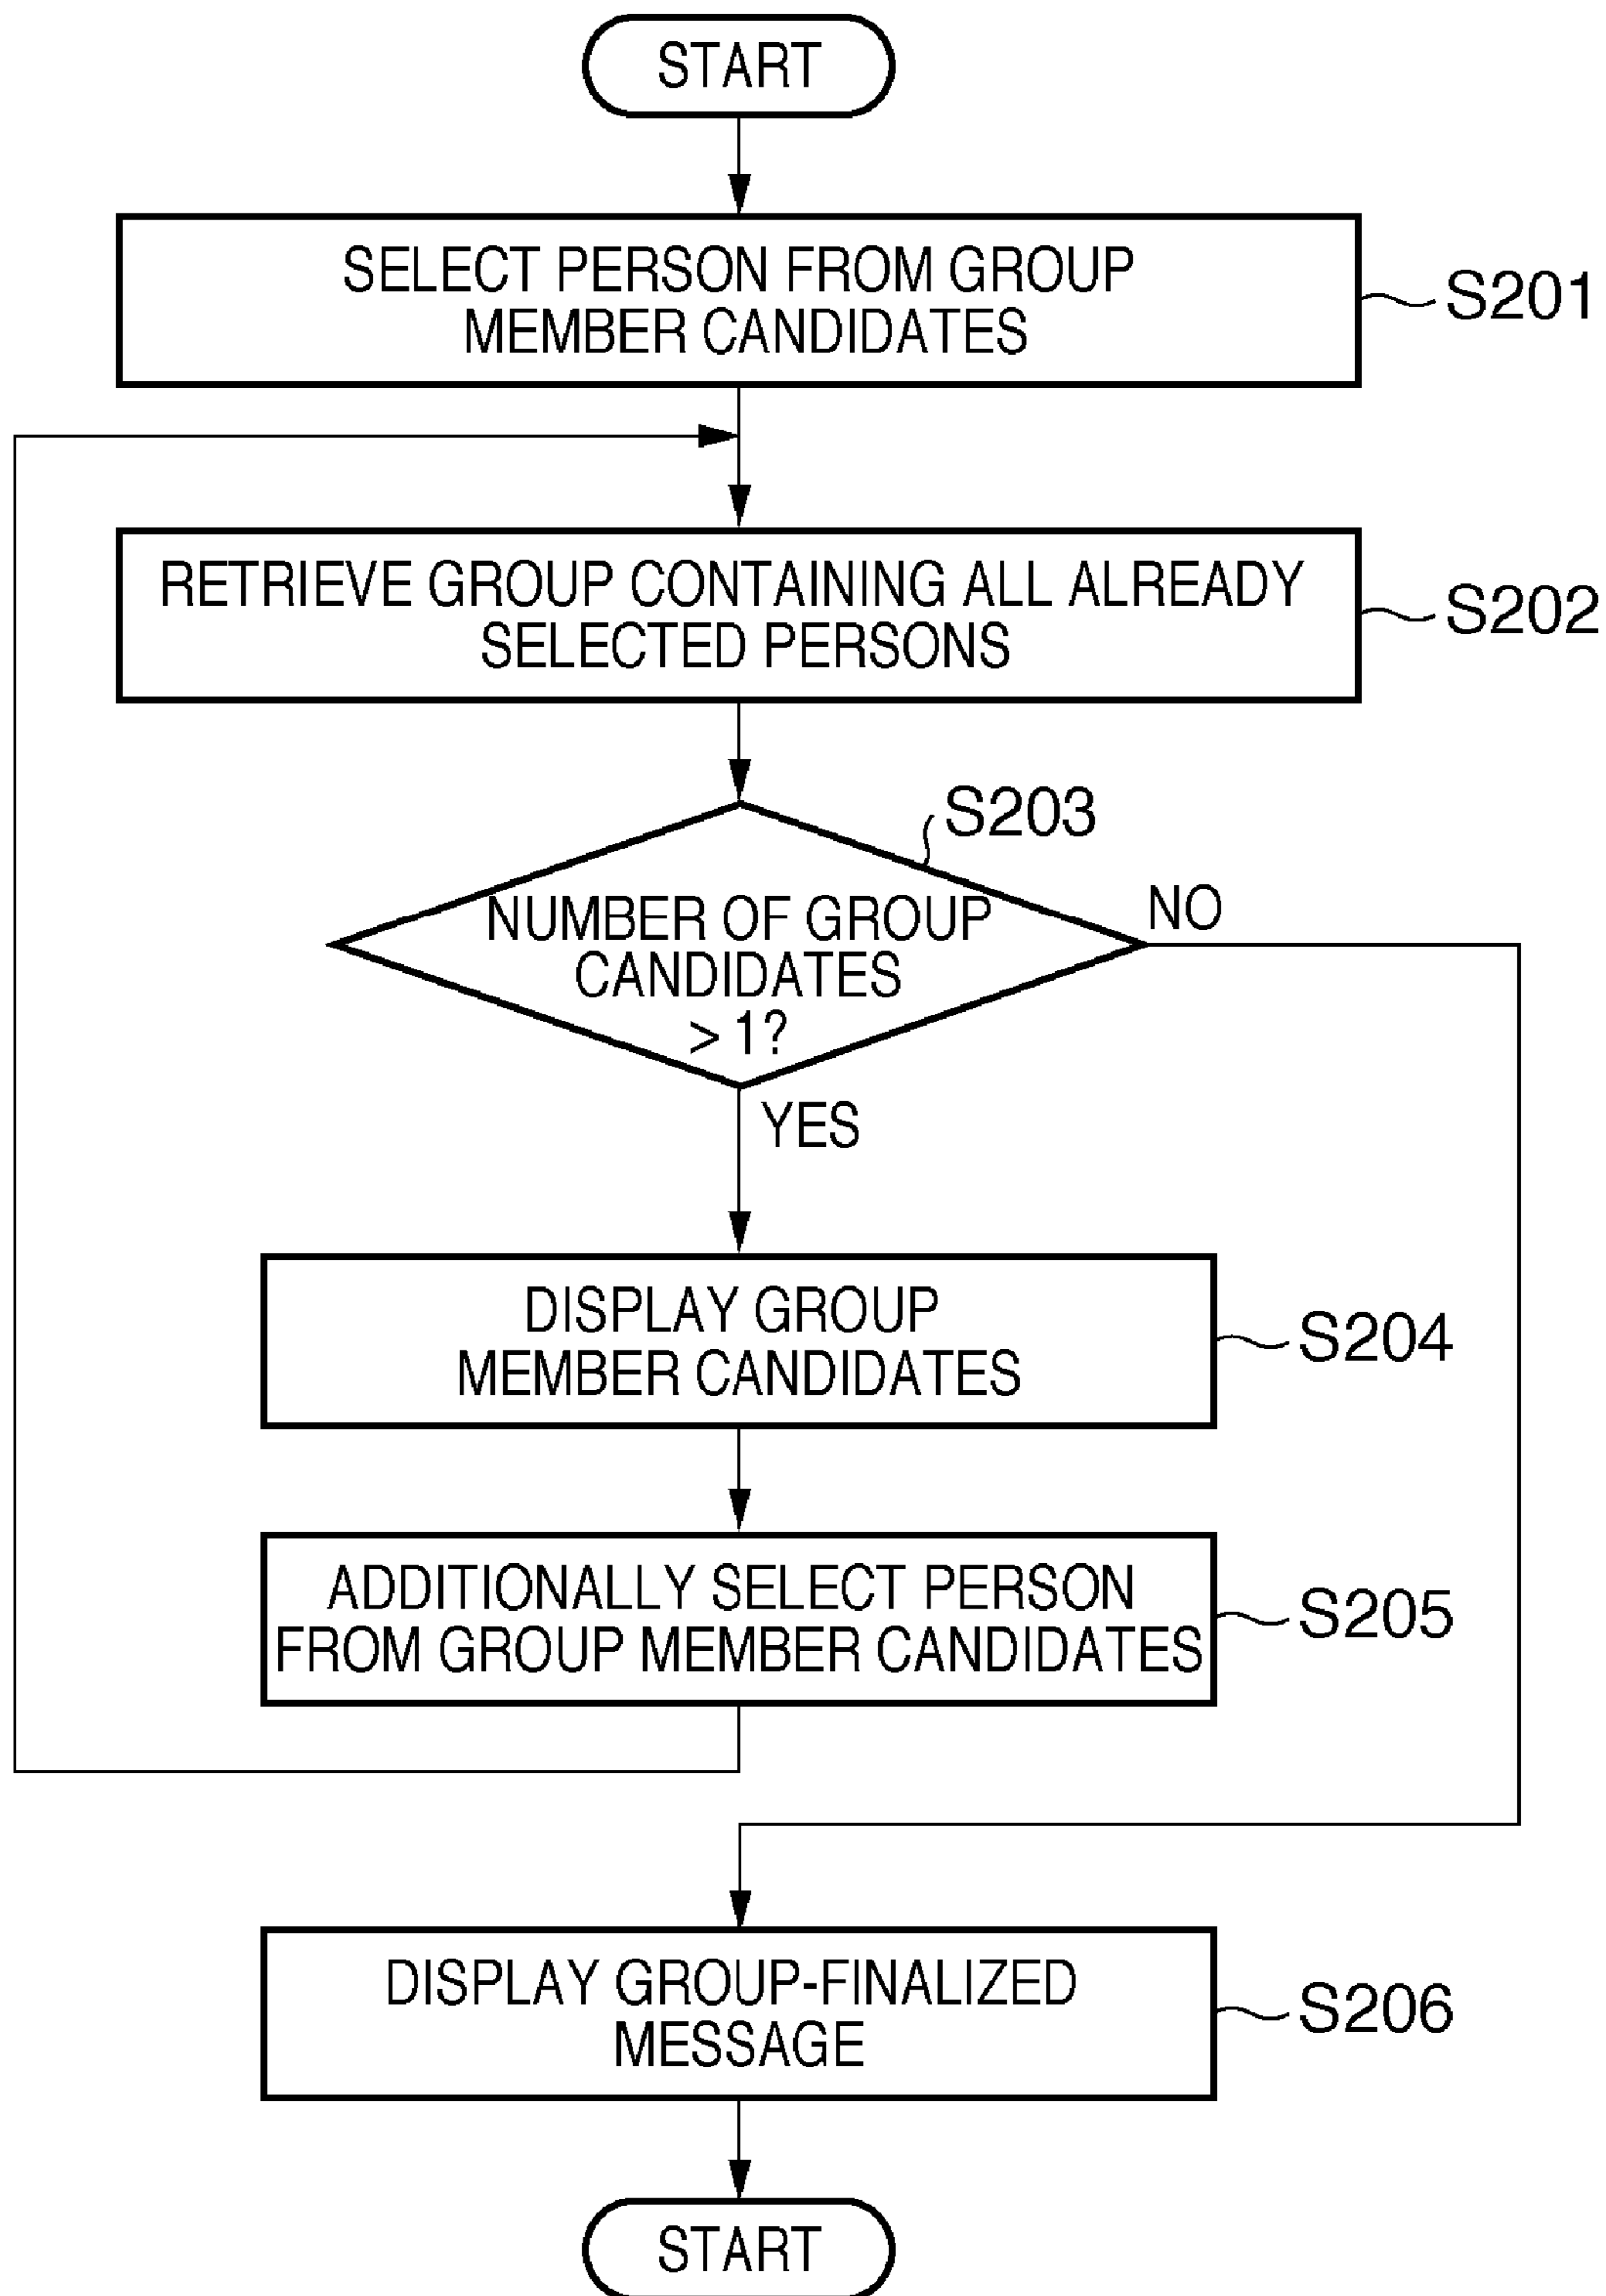 START
SELECT PERSON FROM GROUP
MEMBER CANDIDATES
S201
RETRIEVE GROUP CONTAINING ALL ALREADY
SELECTED PERSONS
S202
S203
NUMBER OF GROUP
CANDIDATES
> 1?
NO
YES
DISPLAY GROUP
MEMBER CANDIDATES
S204
ADDITIONALLY SELECT PERSON
FROM GROUP MEMBER CANDIDATES
S205
DISPLAY GROUP-FINALIZED
MESSAGE
S206
START